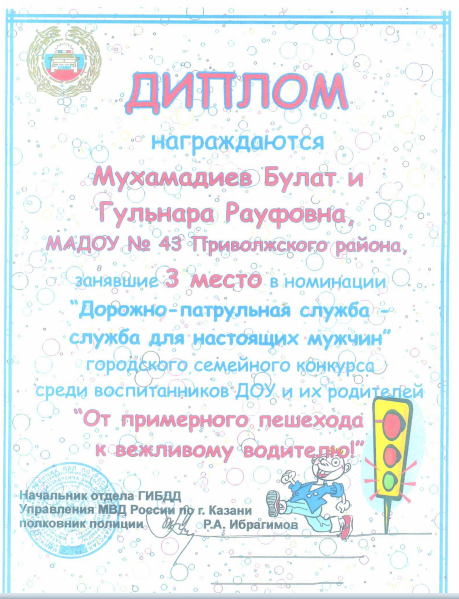 ДИПЛОМ
награждаются
Мухамадиев Булат и
Гульнара Рауфовна,
МАДОУ № 43 Приволжского района,
занявшие 3 место в номинации
"Дорожно-патрульная служба -
служба для настоящих мужчин"
городского семейного конкурса
среди воспитанников ДОУ и их родителей
"От примерного пешехода
к вежливому водителю!"
Начальник отдела ГИБДД
Управления МВД России по г. Казани
полковник полиции Р.А. Ибрагимов